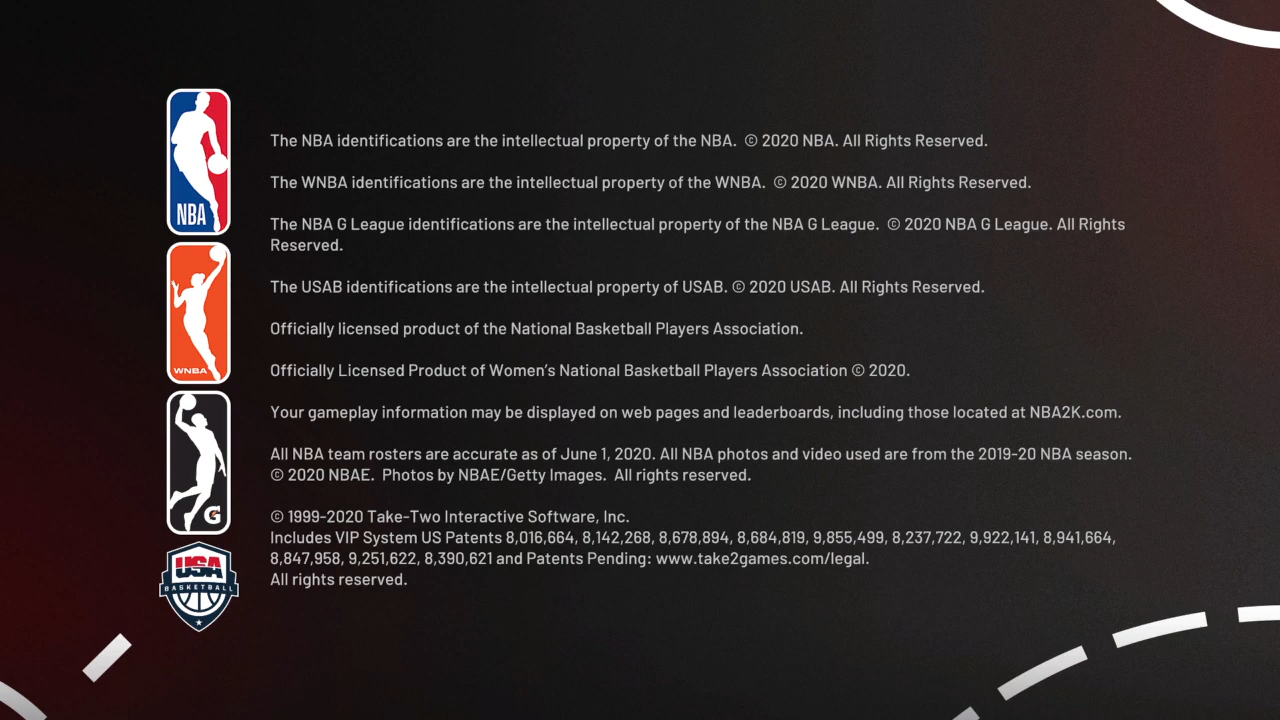 NBA
The NBA identifications are the intellectual property of the NBA.  © 2020 NBA. All Rights Reserved.
The WNBA identifications are the intellectual property of the WNBA.  © 2020 WNBA. All Rights Reserved.
The NBA G League identifications are the intellectual property of the NBA G League.  © 2020 NBA G League. All Rights
Reserved.
WNBA
The USAB identifications are the intellectual property of USAB. © 2020 USAB. All Rights Reserved.
Officially licensed product of the National Basketball Players Association.
Officially Licensed Product of Women’s National Basketball Players Association © 2020.
Your gameplay information may be displayed on web pages and leaderboards, including those located at NBA2K.com.
All NBA team rosters are accurate as of June 1, 2020. All NBA photos and video used are from the 2019-20 NBA season.
© 2020 NBAE.  Photos by NBAE/Getty Images.  All rights reserved.
G
© 1999-2020 Take-Two Interactive Software, Inc.
Includes VIP System US Patents 8,016,664, 8,142,268, 8,678,894, 8,684,819, 9,855,499, 8,237,722, 9,922,141, 8,941,664,
8,847,958, 9,251,622, 8,390,621 and Patents Pending: www.take2games.com/legal.
All rights reserved.
USA
BASKETBALL